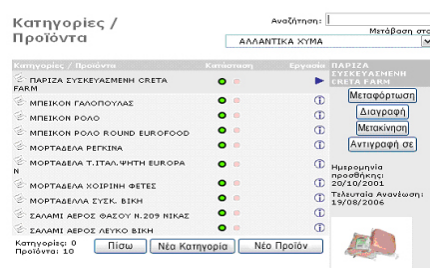 Κατηγορίες /
Προϊόντα
Αναζήτηση:
Μετάβαση στο
ΑΛΛΑΝΤΙΚΑ ΧΥΜΑ
Κατηγορίες / Προϊόντα Κατάσταση Εργασία
ΠΑΡΙΖΑ ΣΥΣΚΕΥΑΣΜΕΝΗ CRETA
FARM
ΜΠΕΙΚΟΝ ΓΑΛΟΠΟΥΛΑΣ
ΜΠΕΙΚΟΝ ΡΟΛΟ
ΜΠΕΙΚΟΝ ΡΟΛΟ ROUND EUROFOOD
ΜΟΡΤΑΔΕΛΑ ΡΕΓΚΙΝΑ
ΜΟΡΤΑΔΕΛΑ Τ.ΙΤΑΛ.ΨΗΤΗ EUROPA
N
ΜΟΡΤΑΔΕΛΑ ΧΟΙΡΙΝΗ ΦΕΤΕΣ
ΜΟΡΤΑΔΕΛΛΑ ΣΥΣΚ. ΒΙΚΗ
ΣΑΛΑΜΙ ΑΕΡΟΣ ΘΑΣΟΥ Ν.209 ΝΙΚΑΣ
ΣΑΛΑΜΙ ΑΕΡΟΣ ΛΕΥΚΟ ΒΙΚΗ
Κατηγορίες: 0
Προϊόντα: 10
Πίσω Νέα Κατηγορία Νέο Προϊόν
ΠΑΡΙΖΑ
ΣΥΣΚΕΥΑΣΜΕΝΗ
CRETA FARM
Μεταφόρτωση
Διαγραφή
Μετακίνηση
Αντιγραφή σε
Ημερομηνία
προσθήκης:
20/10/2001
Τελευταία Ανανέωση:
19/08/2006